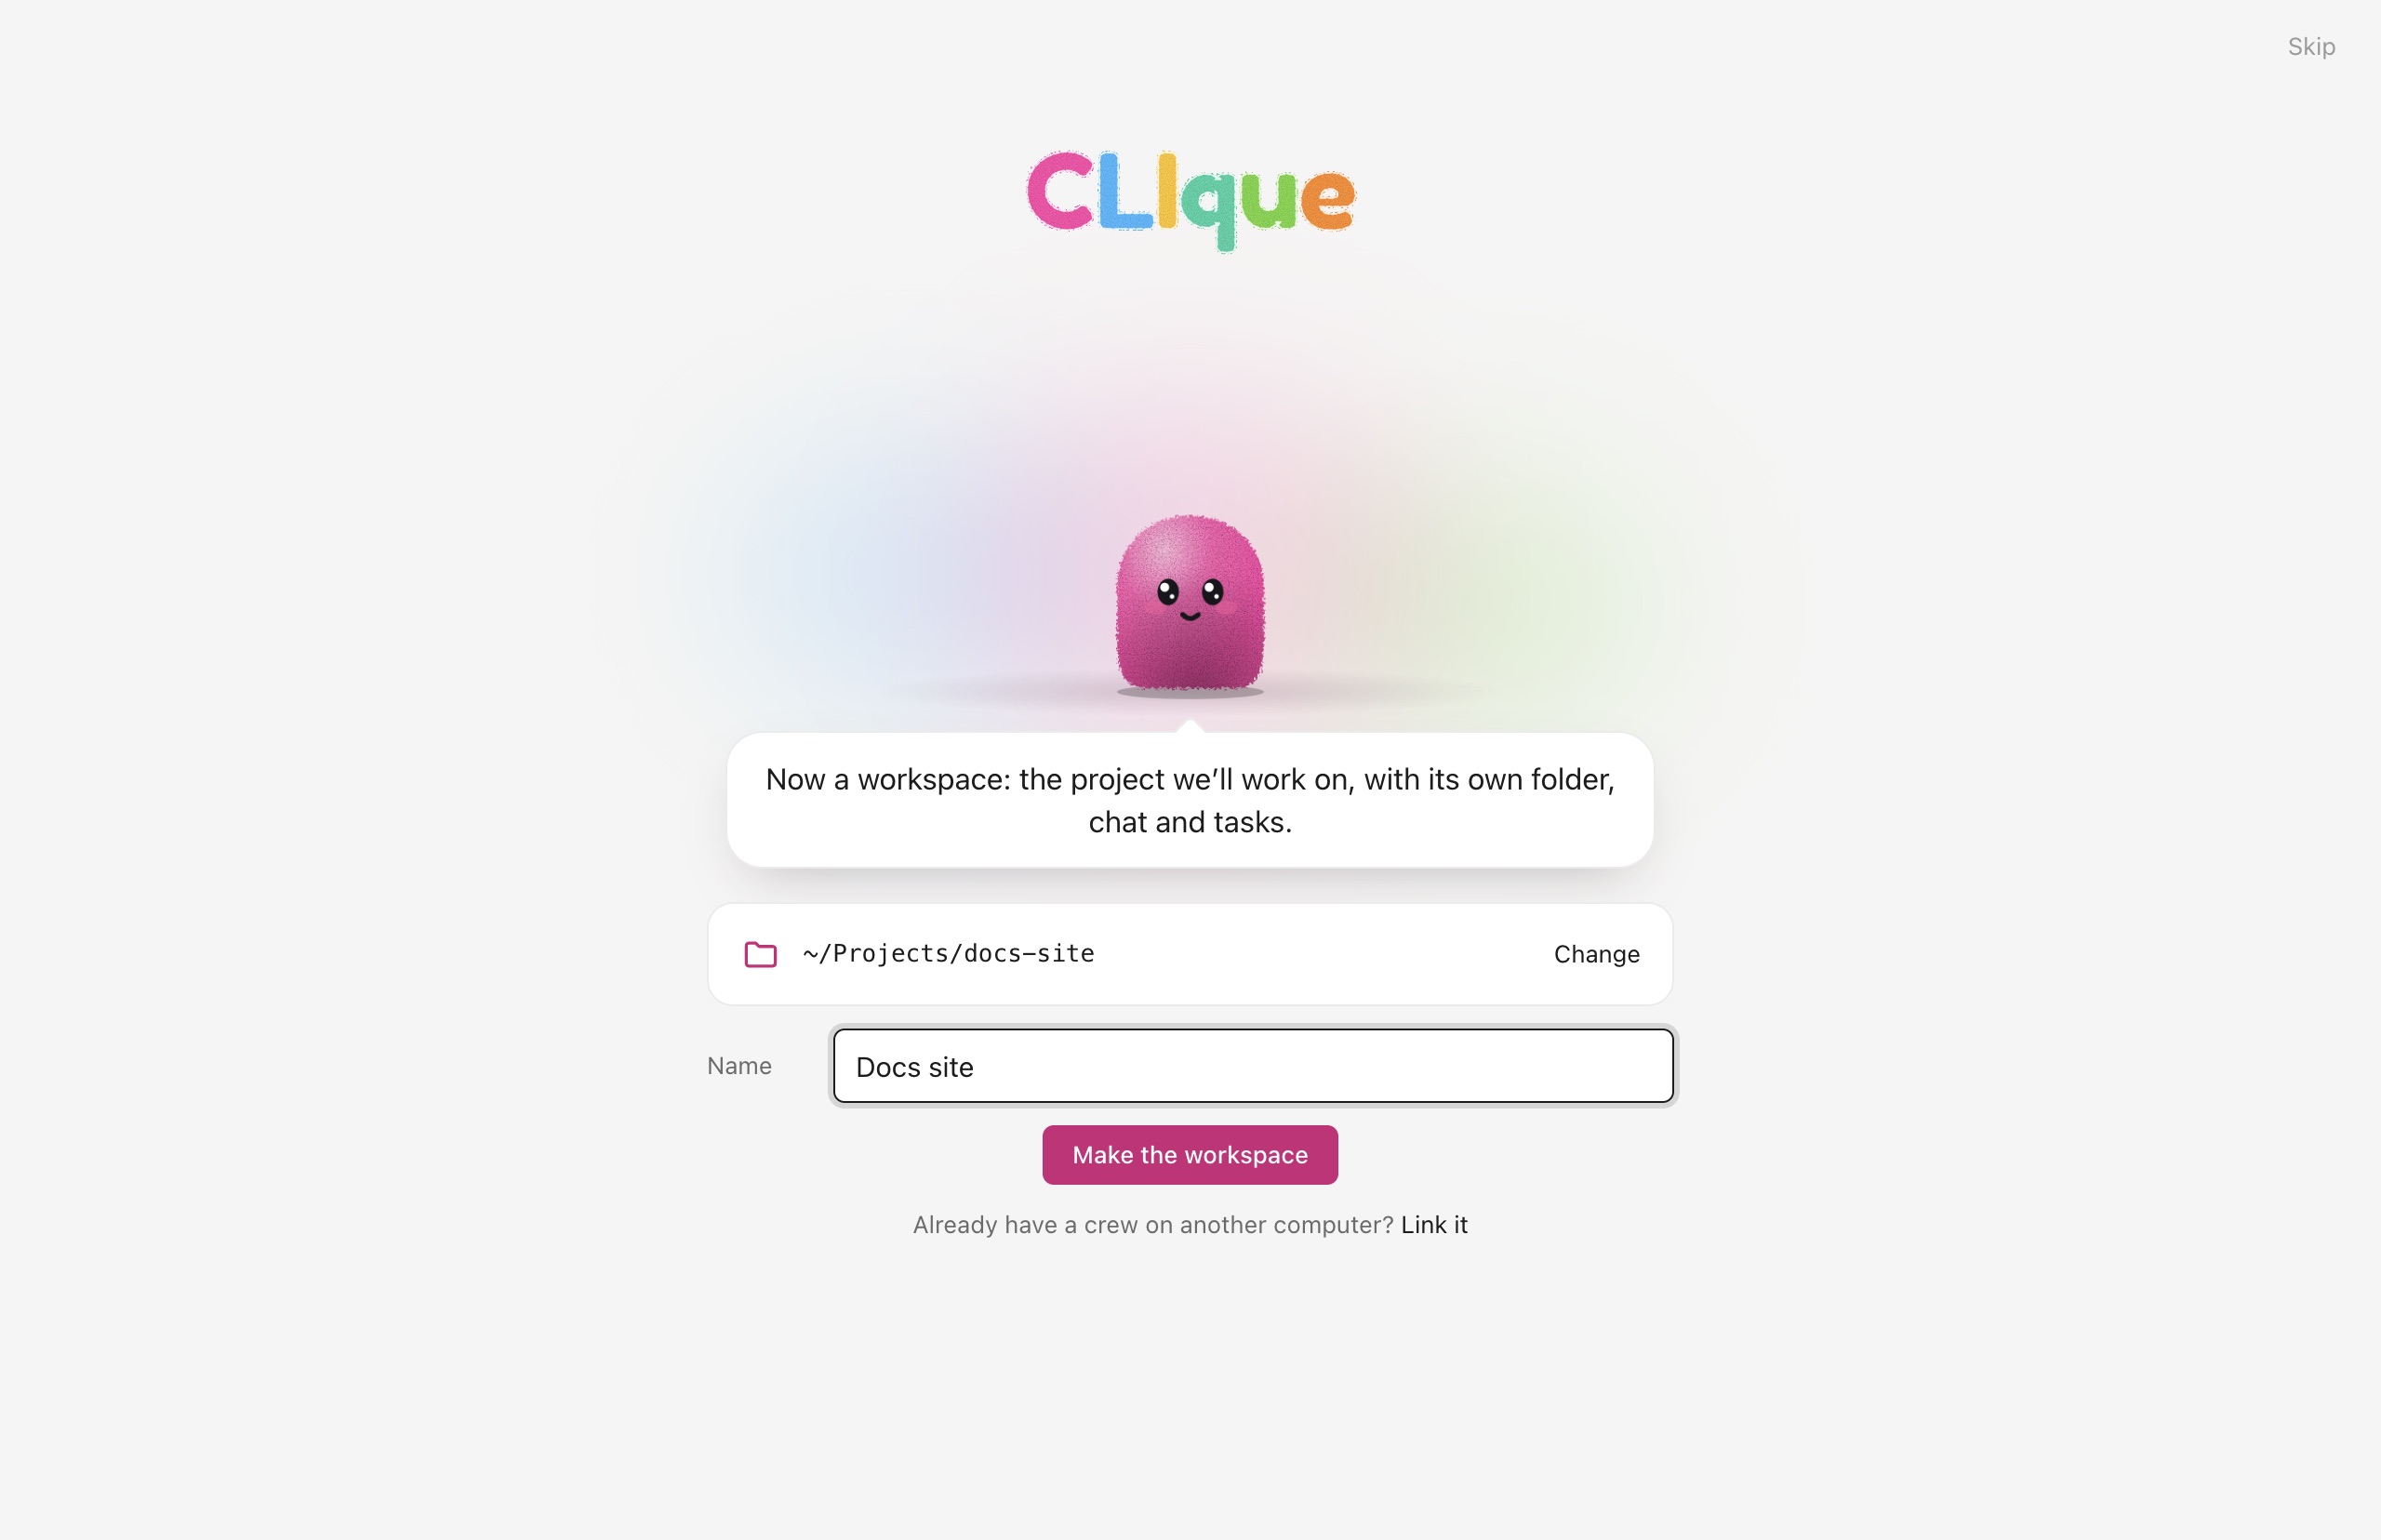 Skip
CLIque
Now a workspace: the project we’ll work on, with its own folder,
chat and tasks.
~/Projects/docs-site
Change
Name
Docs site
Make the workspace
Already have a crew on another computer? Link it